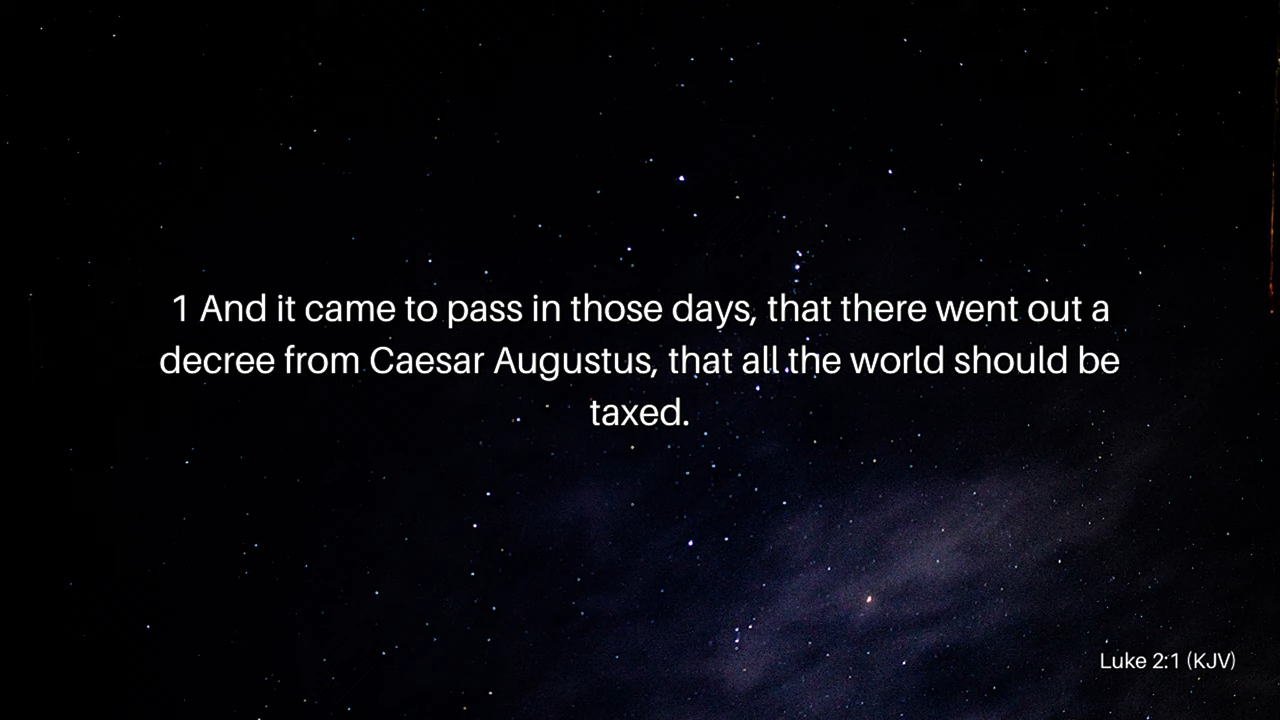 1 And it came to pass in those days, that there went out a
decree from Caesar Augustus, that all the world should be
taxed.
Luke 2:1 (KJV)